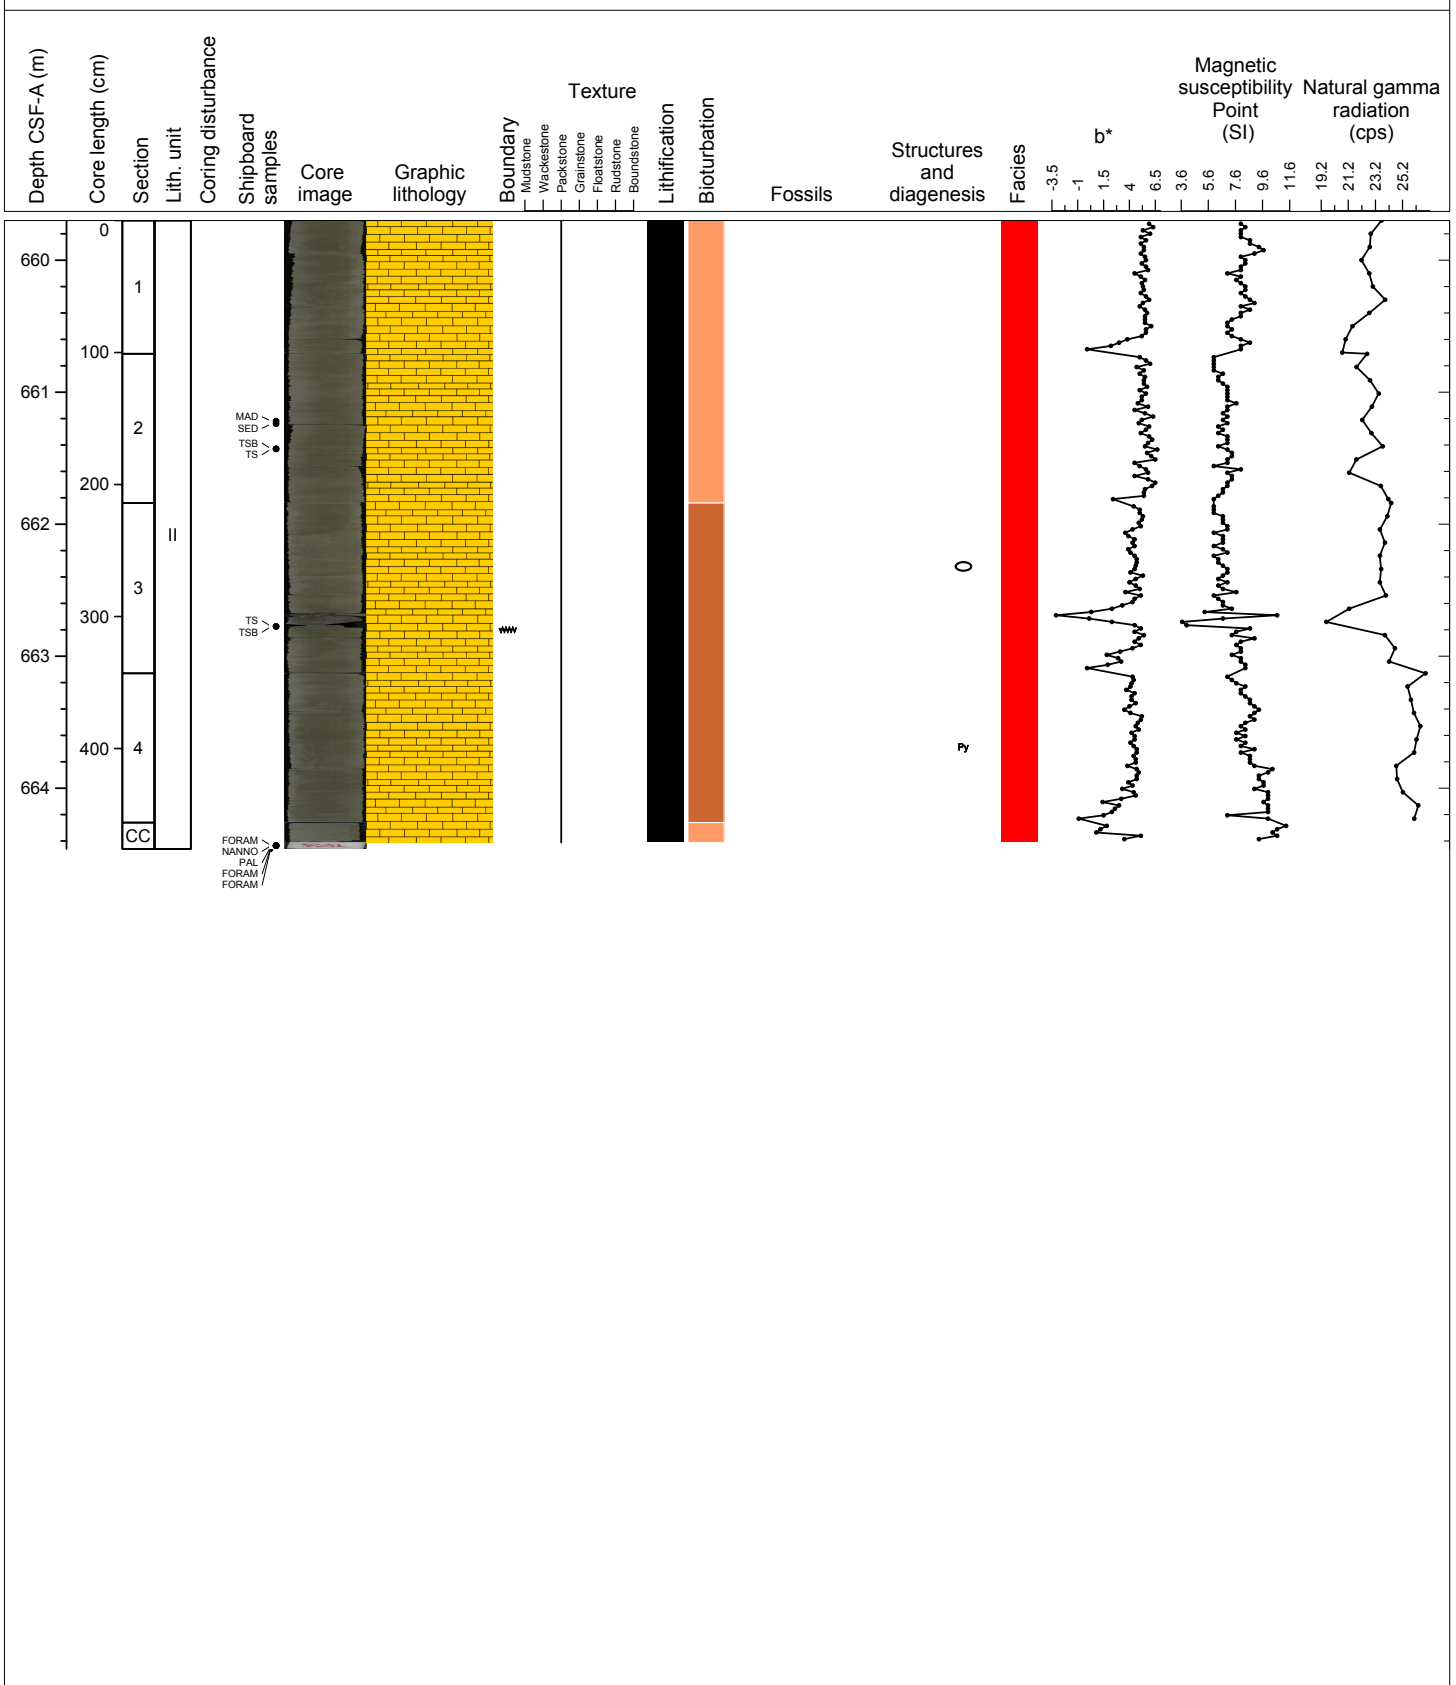 Depth CSF-A (m)
Core length (cm)
Section
Lith. unit
Coring disturbance
Shipboard
samples
Core
image
Graphic
lithology
Boundary
Texture
Mudstone
Wackestone
Packstone
Grainstone
Floatstone
Rudstone
Boundstone
Lithification
Bioturbation
Fossils
Structures
and
diagenesis
Facies
b*
-3.5
-1
1.5
4
6.5
Magnetic
susceptibility
Point
(SI)
3.6
5.6
7.6
9.6
11.6
Natural gamma
radiation
(cps)
19.2
21.2
23.2
25.2
0
660
1
100
661
MAD
2
SED
TSB
TS
200
662
II
3
300
TS
TSB
663
400
4
Py
664
CC
FORAM
NANNO
PAL
FORAM
FORAM